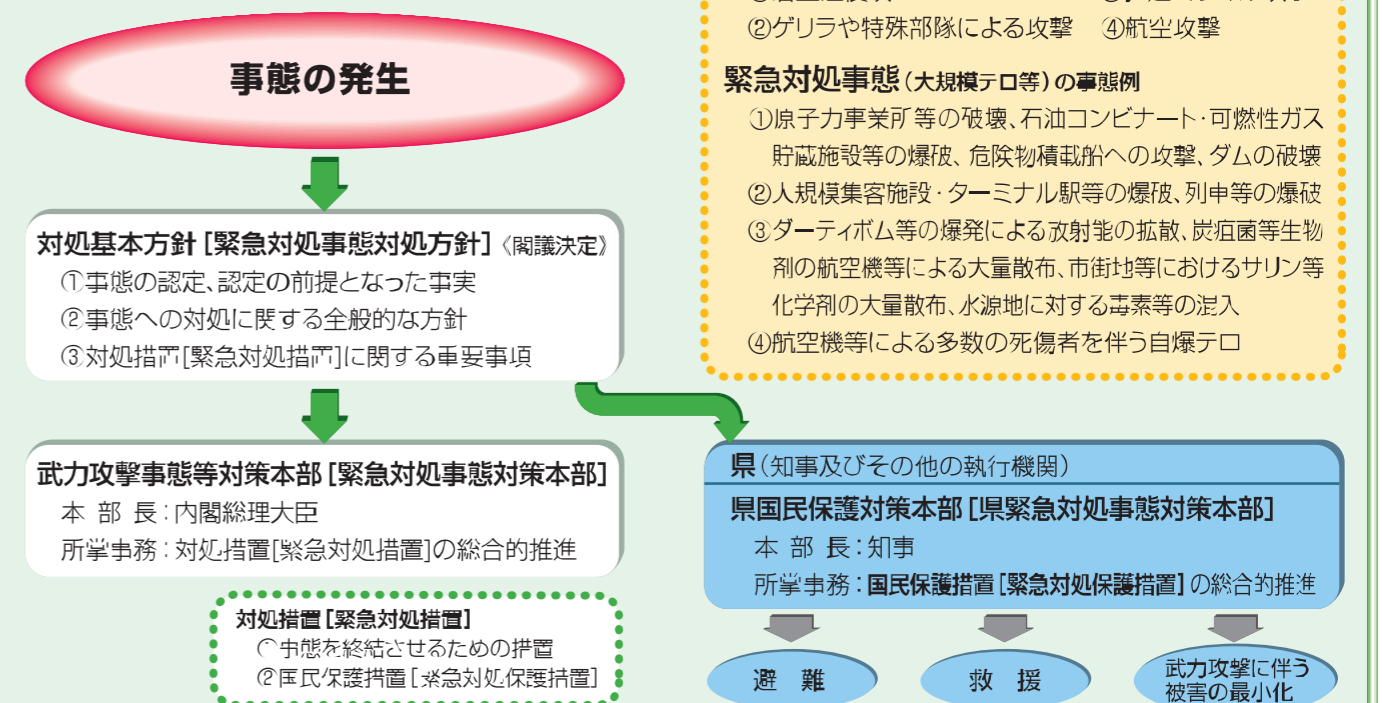 ②ゲリラや特殊部隊による攻撃 ④航空攻撃
緊急対処事態(大規模テロ等)の事態例
①原子力事業所等の破壊、石油コンビナート・可燃性ガス
貯蔵施設等の爆破、危険物積載船への攻撃、ダムの破壊
②大規模集客施設・ターミナル駅等の爆破、列車等の爆破
③ダーティボム等の爆発による放射能の拡散、炭疽菌等生物
剤の航空機等による大量散布、市街地等におけるサリン等
化学剤の大量散布、水源地に対する毒素等の混入
④航空機等による多数の死傷者を伴う自爆テロ
事態の発生
対処基本方針[緊急対処事態対処方針]〈閣議決定〉
①事態の認定、認定の前提となった事実
②事態への対処に関する全般的な方針
③対処措置[緊急対処措置]に関する重要事項
武力攻撃事態等対策本部[緊急対処事態対策本部]
本 部 長:内閣総理大臣
所掌事務:対処措置[緊急対処措置]の総合的推進
対処措置[緊急対処措置]
①事態を終結させるための措置
②国民保護措置[緊急対処保護措置]
県(知事及びその他の執行機関)
県国民保護対策本部[県緊急対処事態対策本部]
本 部 長:知事
所掌事務:国民保護措置[緊急対処保護措置]の総合的推進
避 難
救 援
武力攻撃に伴う
被害の最小化